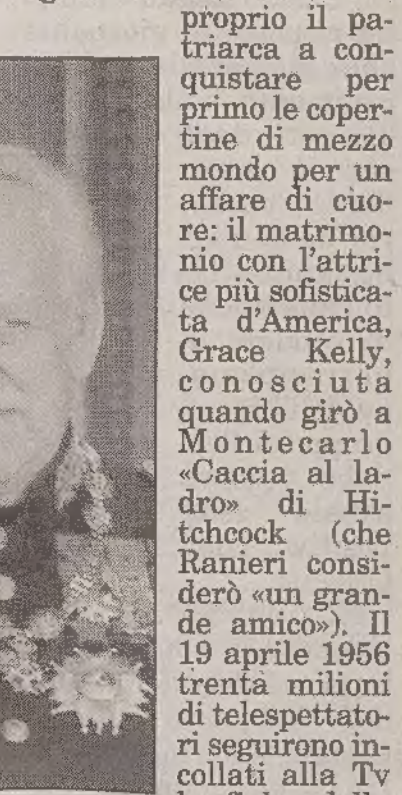 proprio il pa-
triarca a con-
quistare per
primo le coper-
tine di mezzo
mondo per un
affare di cuo-
re: il matrimo-
nio con l'attri-
ce più sofistica-
ta d'America,
Grace Kelly,
conosciuta
quando girò a
Montecarlo
«Caccia al la-
dro» di Hi-
tchcock (che
Ranieri consi-
derò «un gran-
de amico»). Il
19 aprile 1956
trenta milioni
di telespettato-
ri seguirono in-
collati alla Tv